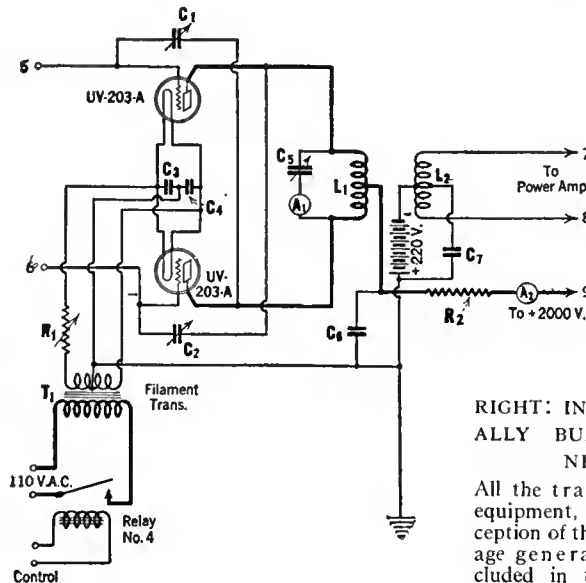 C1
5
UV-203-A
C3
C4
C5
A1
L1
L2
7
To
Power Amp
8
+220 V.
C7
6
UV-
203-A
C2
R1
C6
R2
A2
9
To +2000 V.
T1
Filament
Trans.
110 V.A.C.
Relay
No. 4
Control
RIGHT: IN
ALLY BU
All the tra
equipment,
ception of th
age genera
cluded in